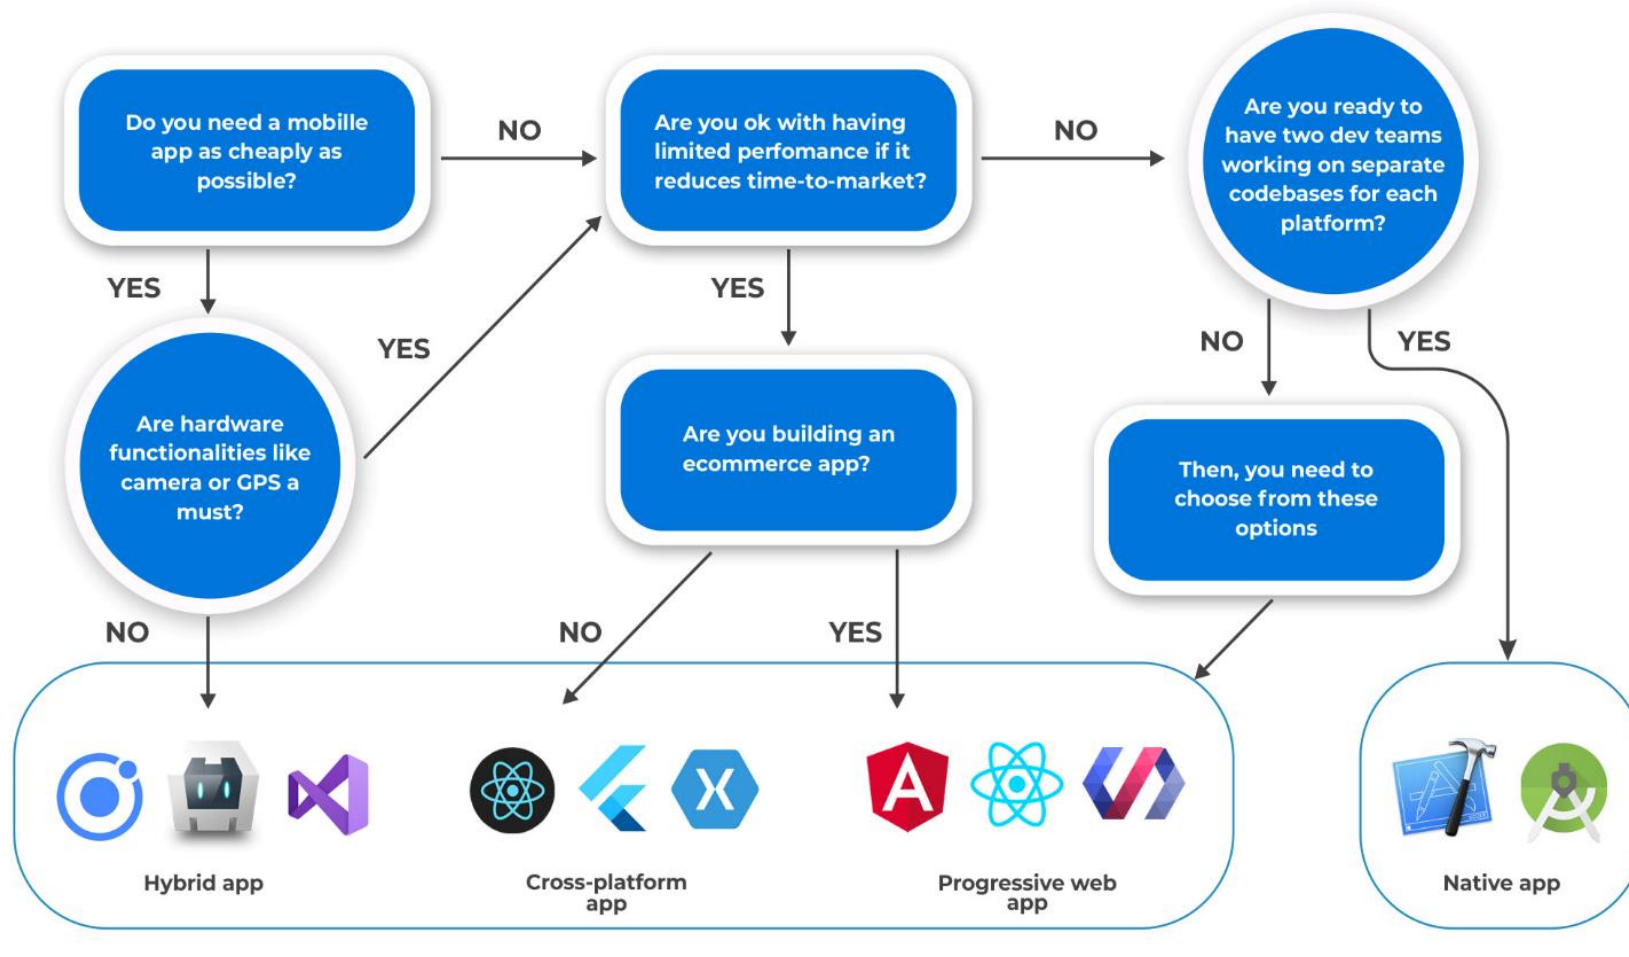 Do you need a mobille
app as cheaply as
possible?
NO
Are you ok with having
limited perfomance if it
reduces time-to-market?
NO
Are you ready to
have two dev teams
working on separate
codebases for each
platform?
YES
YES
YES
NO
YES
Are hardware
functionalities like
camera or GPS a
must?
Are you building an
ecommerce app?
Then, you need to
choose from these
options
NO
NO
YES
Hybrid app
X
Cross-platform
app
A
Progressive web
app
Native app